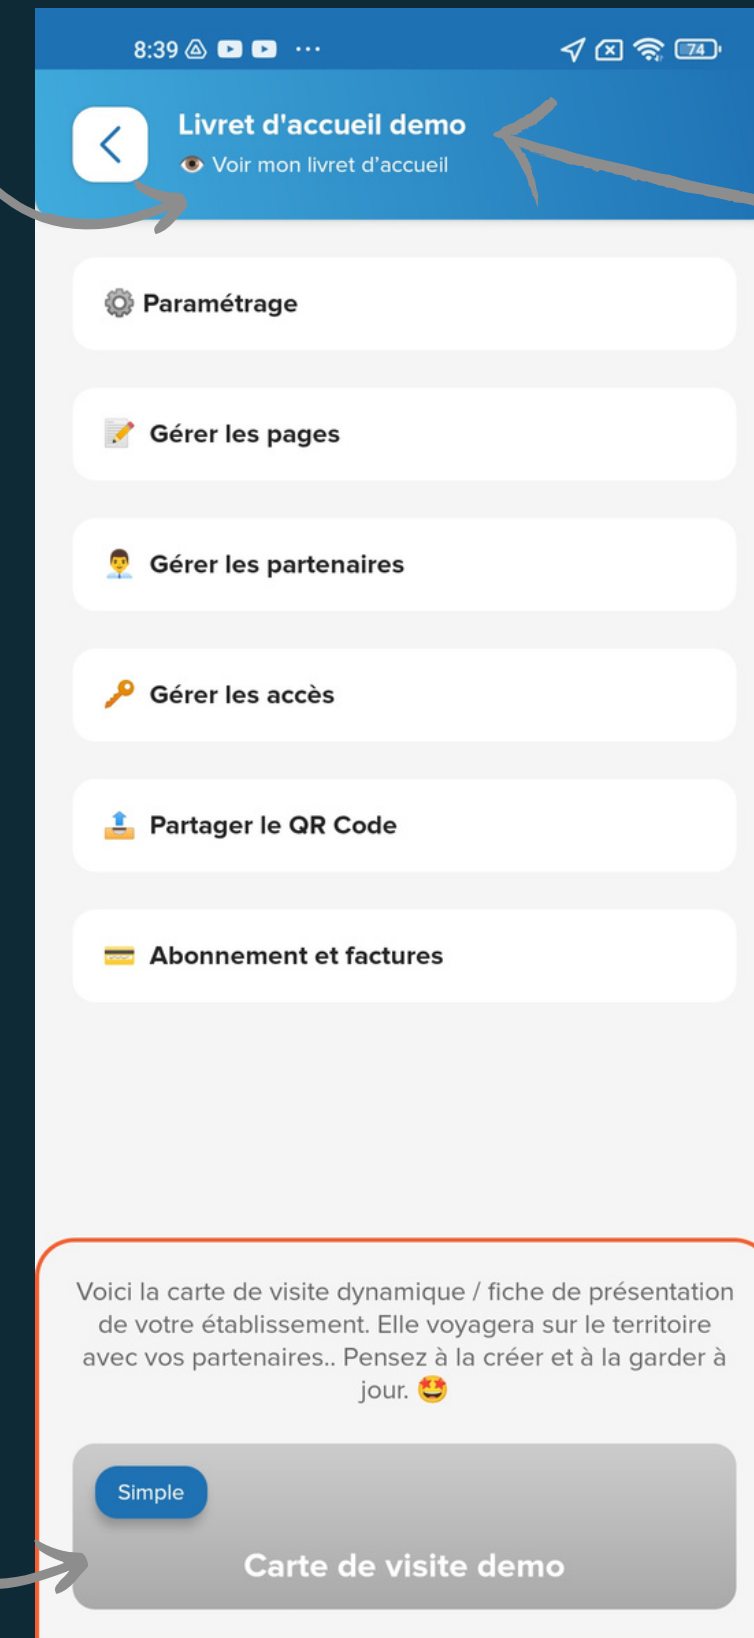 8:39
74
Livret d'accueil demo
👁️ Voir mon livret d'accueil
⚙️ Paramétrage
📝 Gérer les pages
👨‍💼 Gérer les partenaires
🔑 Gérer les accès
📤 Partager le QR Code
💳 Abonnement et factures
Voici la carte de visite dynamique / fiche de présentation
de votre établissement. Elle voyagera sur le territoire
avec vos partenaires.. Pensez à la créer et à la garder à
jour. 🤩
Simple
Carte de visite demo